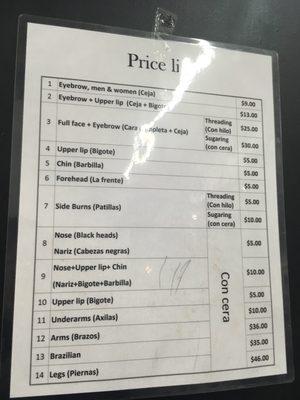 Price li
1 Eyebrow, men & women (Ceja) $9.00
2 Eyebrow + Upper lip (Ceja + Bigote) $13.00
3 Full face + Eyebrow (Cara Completa + Ceja) Threading (Con hilo) $25.00
Sugaring (con cera) $30.00
4 Upper lip (Bigote) $5.00
5 Chin (Barbilla) $5.00
6 Forehead (La frente) $5.00
7 Side Burns (Patillas) Threading (Con hilo) $5.00
Sugaring (con cera) $10.00
8 Nose (Black heads) $5.00
Nariz (Cabezas negras)
9 Nose+Upper lip+ Chin $10.00
(Nariz+Bigote+Barbilla)
Con cera
10 Upper lip (Bigote) $5.00
11 Underarms (Axilas) $10.00
12 Arms (Brazos) $36.00
13 Brazilian $35.00
14 Legs (Piernas) $46.00